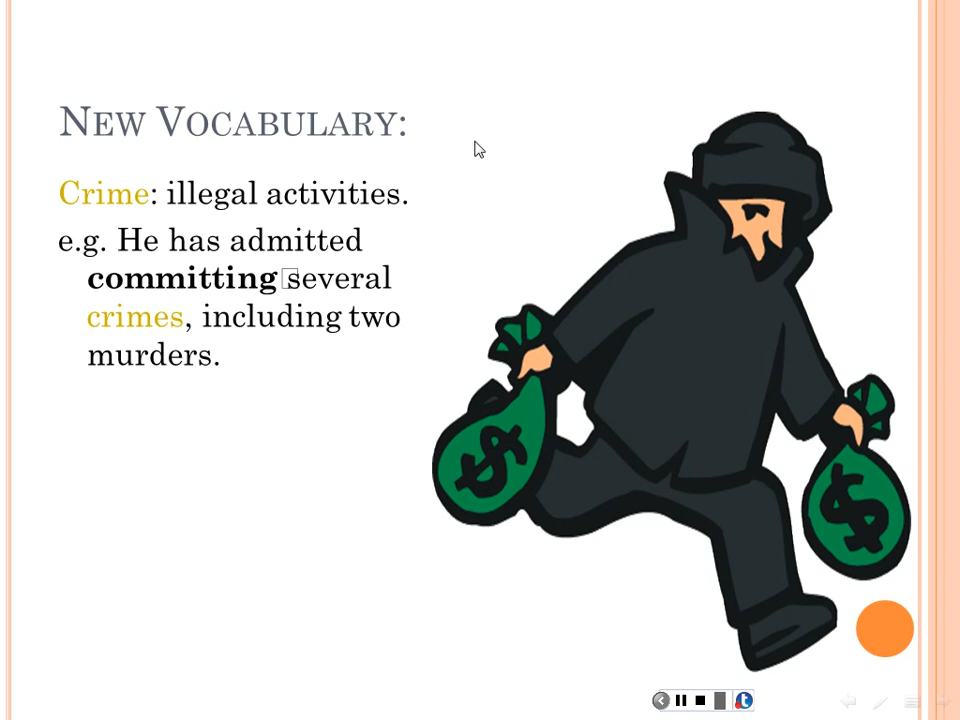 NEW VOCABULARY:
Crime: illegal activities.
e.g. He has admitted
committing several
crimes, including two
murders.
$
$